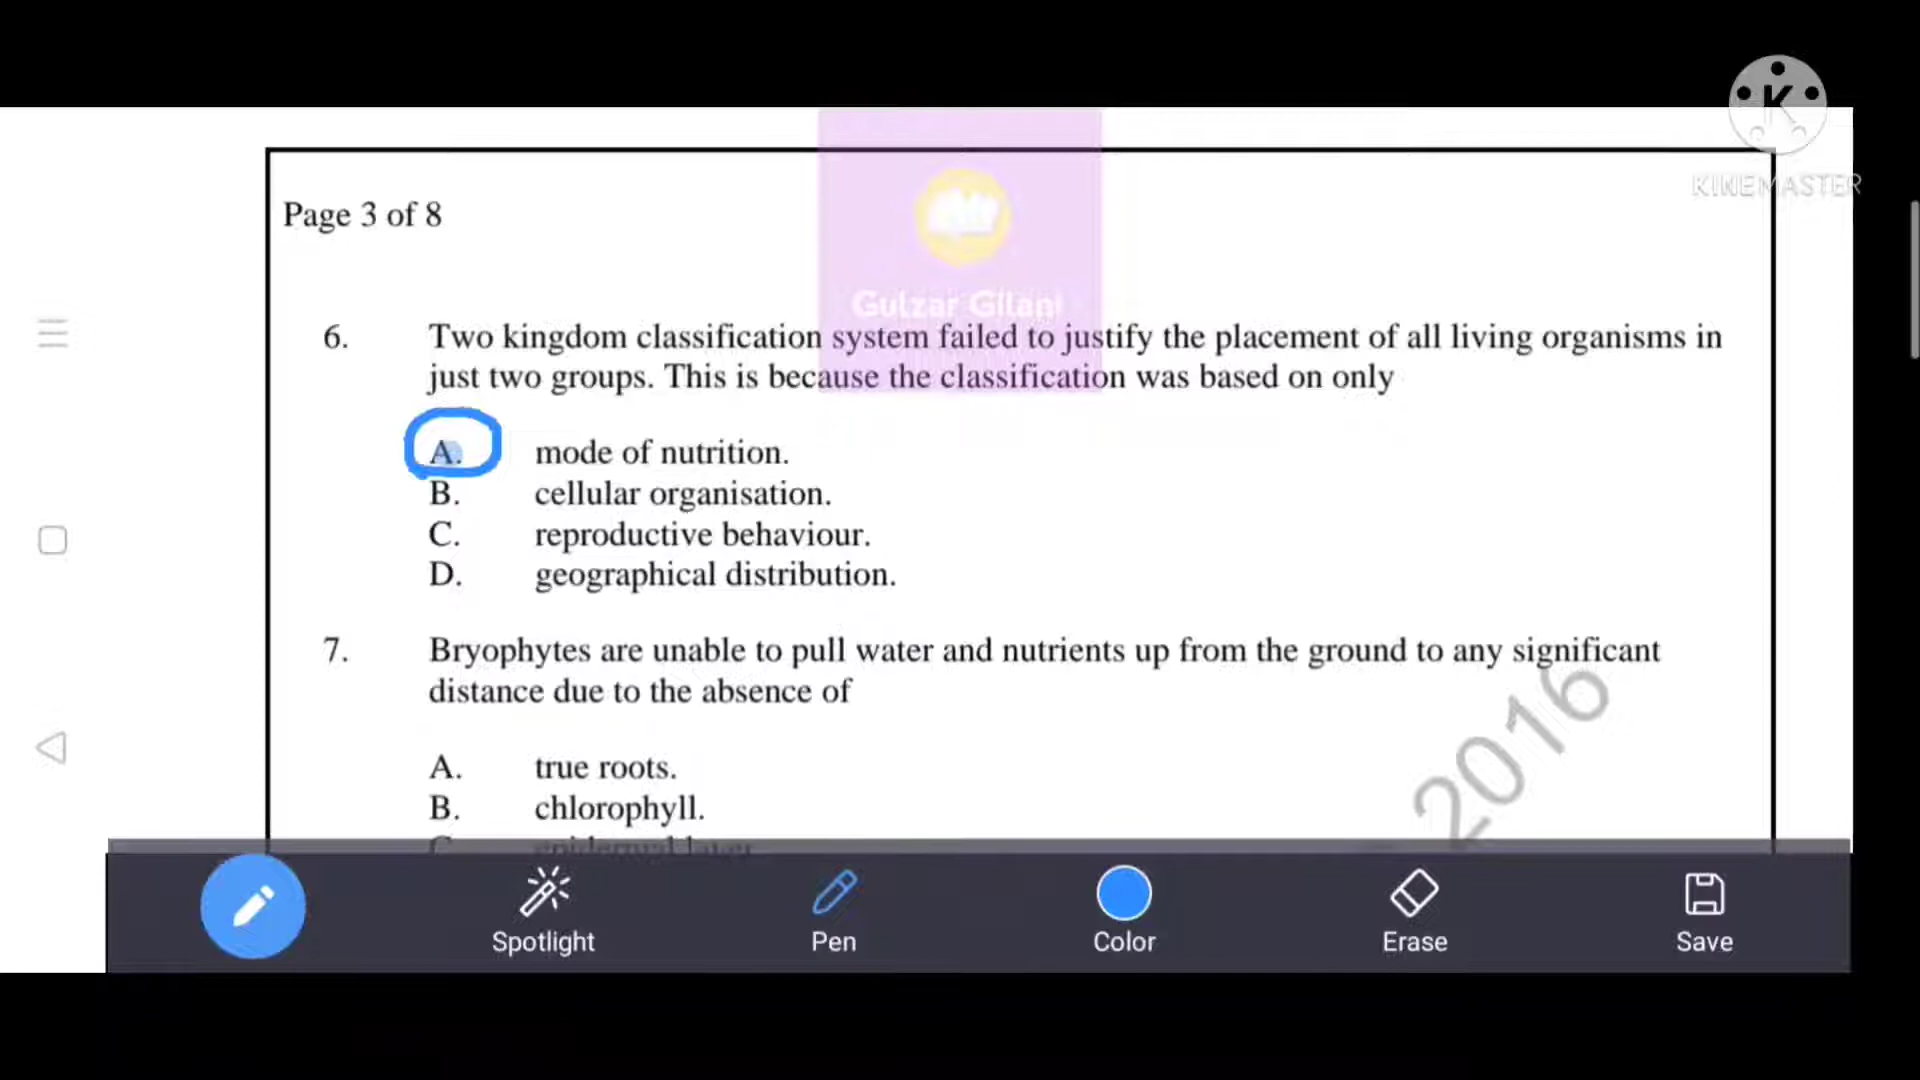 KINEMASTER
Page 3 of 8
Gulzar Gilani
6. Two kingdom classification system failed to justify the placement of all living organisms in
just two groups. This is because the classification was based on only
A. mode of nutrition.
B. cellular organisation.
C. reproductive behaviour.
D. geographical distribution.
7. Bryophytes are unable to pull water and nutrients up from the ground to any significant
distance due to the absence of
2016
A. true roots.
B. chlorophyll.
C. epidermal layer.
Spotlight Pen Color Erase Save